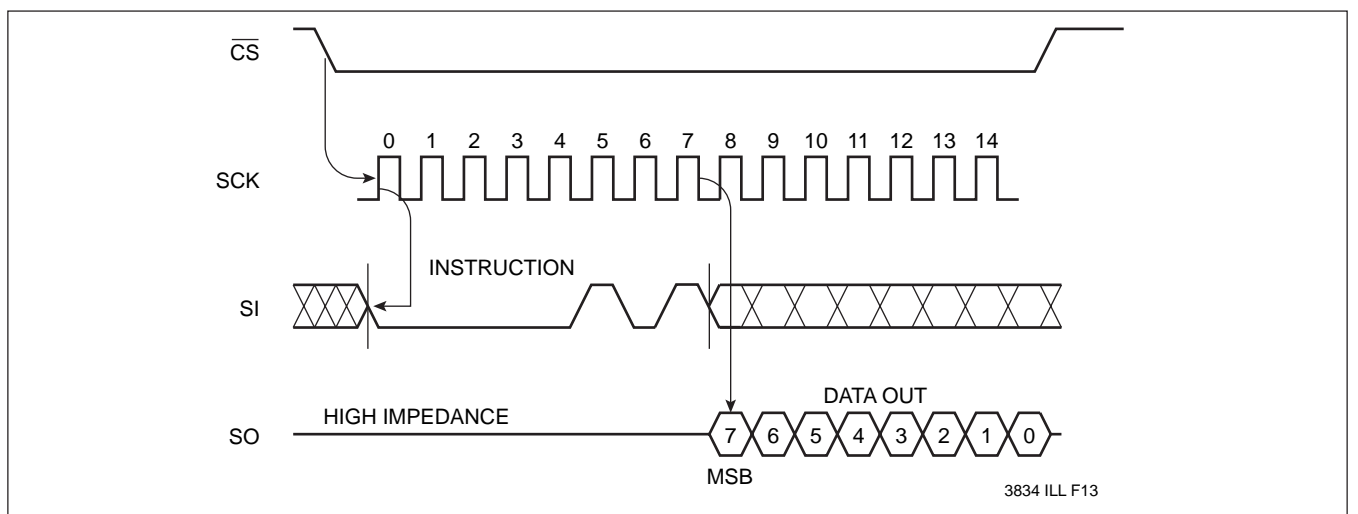 CS
0 1 2 3 4 5 6 7 8 9 10 11 12 13 14
SCK
INSTRUCTION
SI
DATA OUT
HIGH IMPEDANCE
SO
7 6 5 4 3 2 1 0
MSB
3834 ILL F13